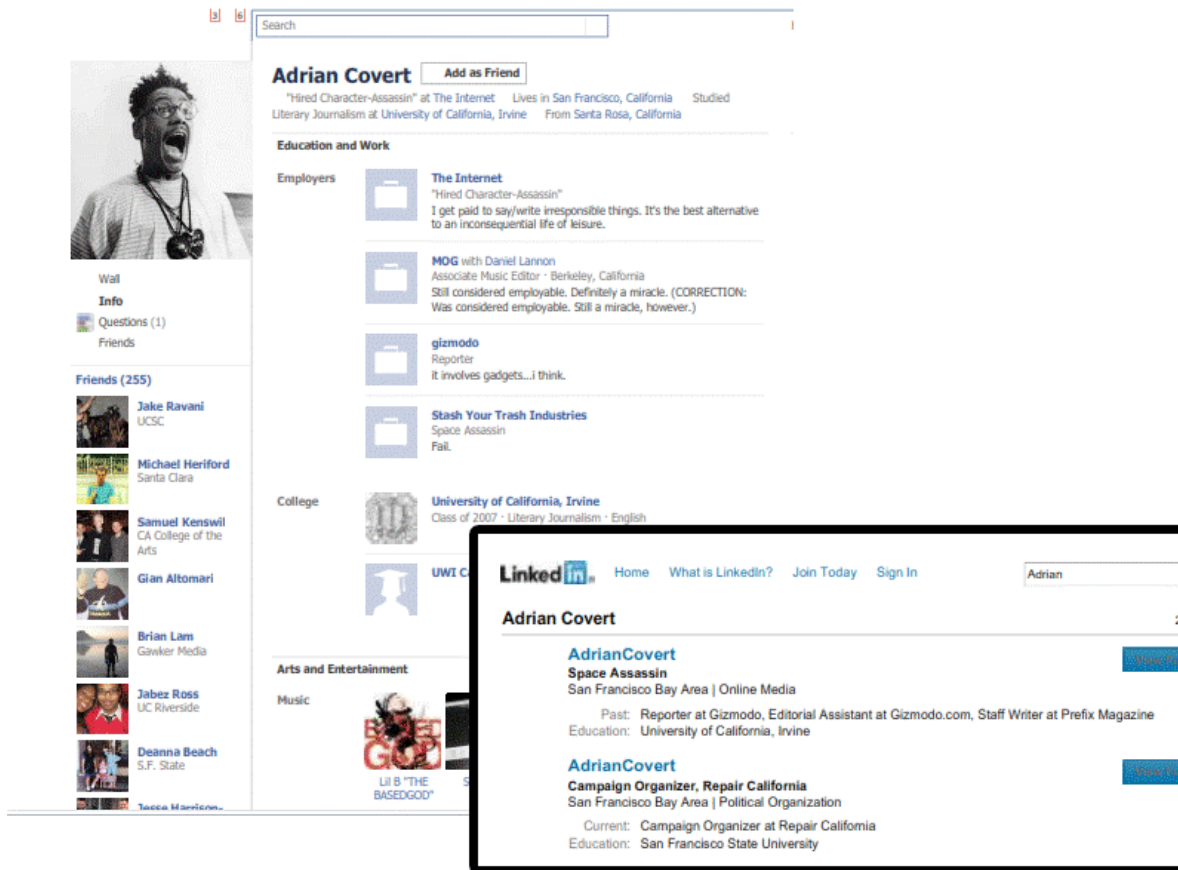 3 6
Search
Adrian Covert Add as Friend
"Hired Character-Assassin" at The Internet Lives in San Francisco, California Studied
Literary Journalism at University of California, Irvine From Santa Rosa, California
Education and Work
Employers
The Internet
"Hired Character-Assassin"
I get paid to say/write irresponsible things. It's the best alternative
to an inconsequential life of leisure.
MOG with Daniel Lannon
Associate Music Editor · Berkeley, California
Still considered employable. Definitely a miracle. (CORRECTION:
Was considered employable. Still a miracle, however.)
gizmodo
Reporter
it involves gadgets...i think.
Stash Your Trash Industries
Space Assassin
Fail.
College
University of California, Irvine
Class of 2007 · Literary Journalism · English
UWI
Arts and Entertainment
Music
Lil B "THE
BASEDGOD"
Wall
Info
Questions (1)
Friends
Friends (255)
Jake Ravani
UCSC
Michael Heriford
Santa Clara
Samuel Kenswil
CA College of the
Arts
Gian Altomari
Brian Lam
Gawker Media
Jabez Ross
UC Riverside
Deanna Beach
S.F. State
Jesse Harrison-
Linked in Home What is LinkedIn? Join Today Sign In Adrian
Adrian Covert
AdrianCovert
Space Assassin
San Francisco Bay Area | Online Media
Past: Reporter at Gizmodo, Editorial Assistant at Gizmodo.com, Staff Writer at Prefix Magazine
Education: University of California, Irvine
AdrianCovert
Campaign Organizer, Repair California
San Francisco Bay Area | Political Organization
Current: Campaign Organizer at Repair California
Education: San Francisco State University